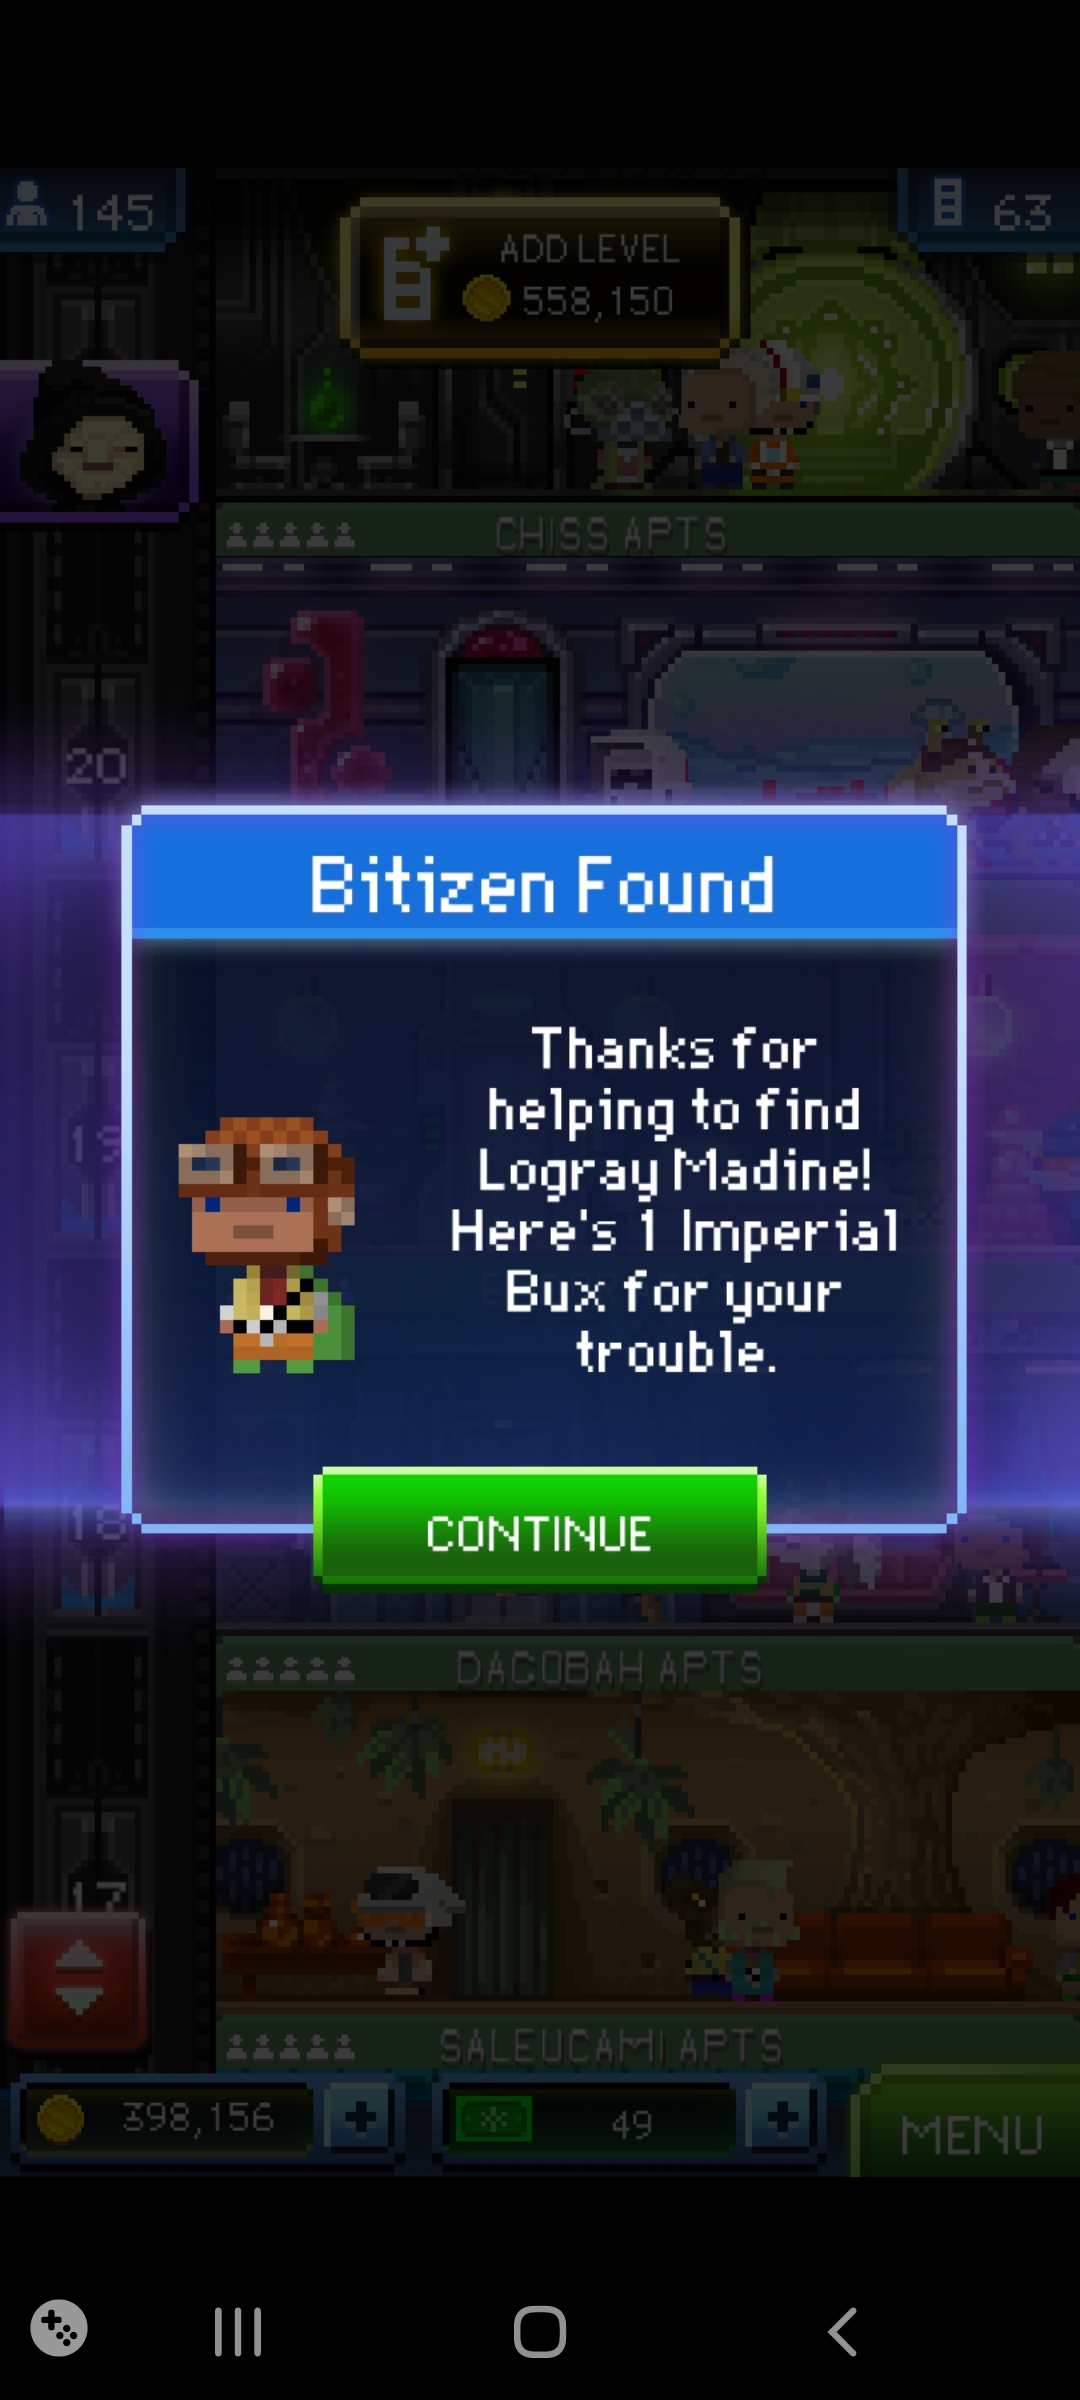 145
63
ADD LEVEL
558,150
CHISS APTS
20
Bitizen Found
Thanks for
helping to find
Logray Madine!
Here's 1 Imperial
Bux for your
trouble.
19
18
CONTINUE
DACOBAH APTS
17
SALEUCAMI APTS
398,156
49
MENU